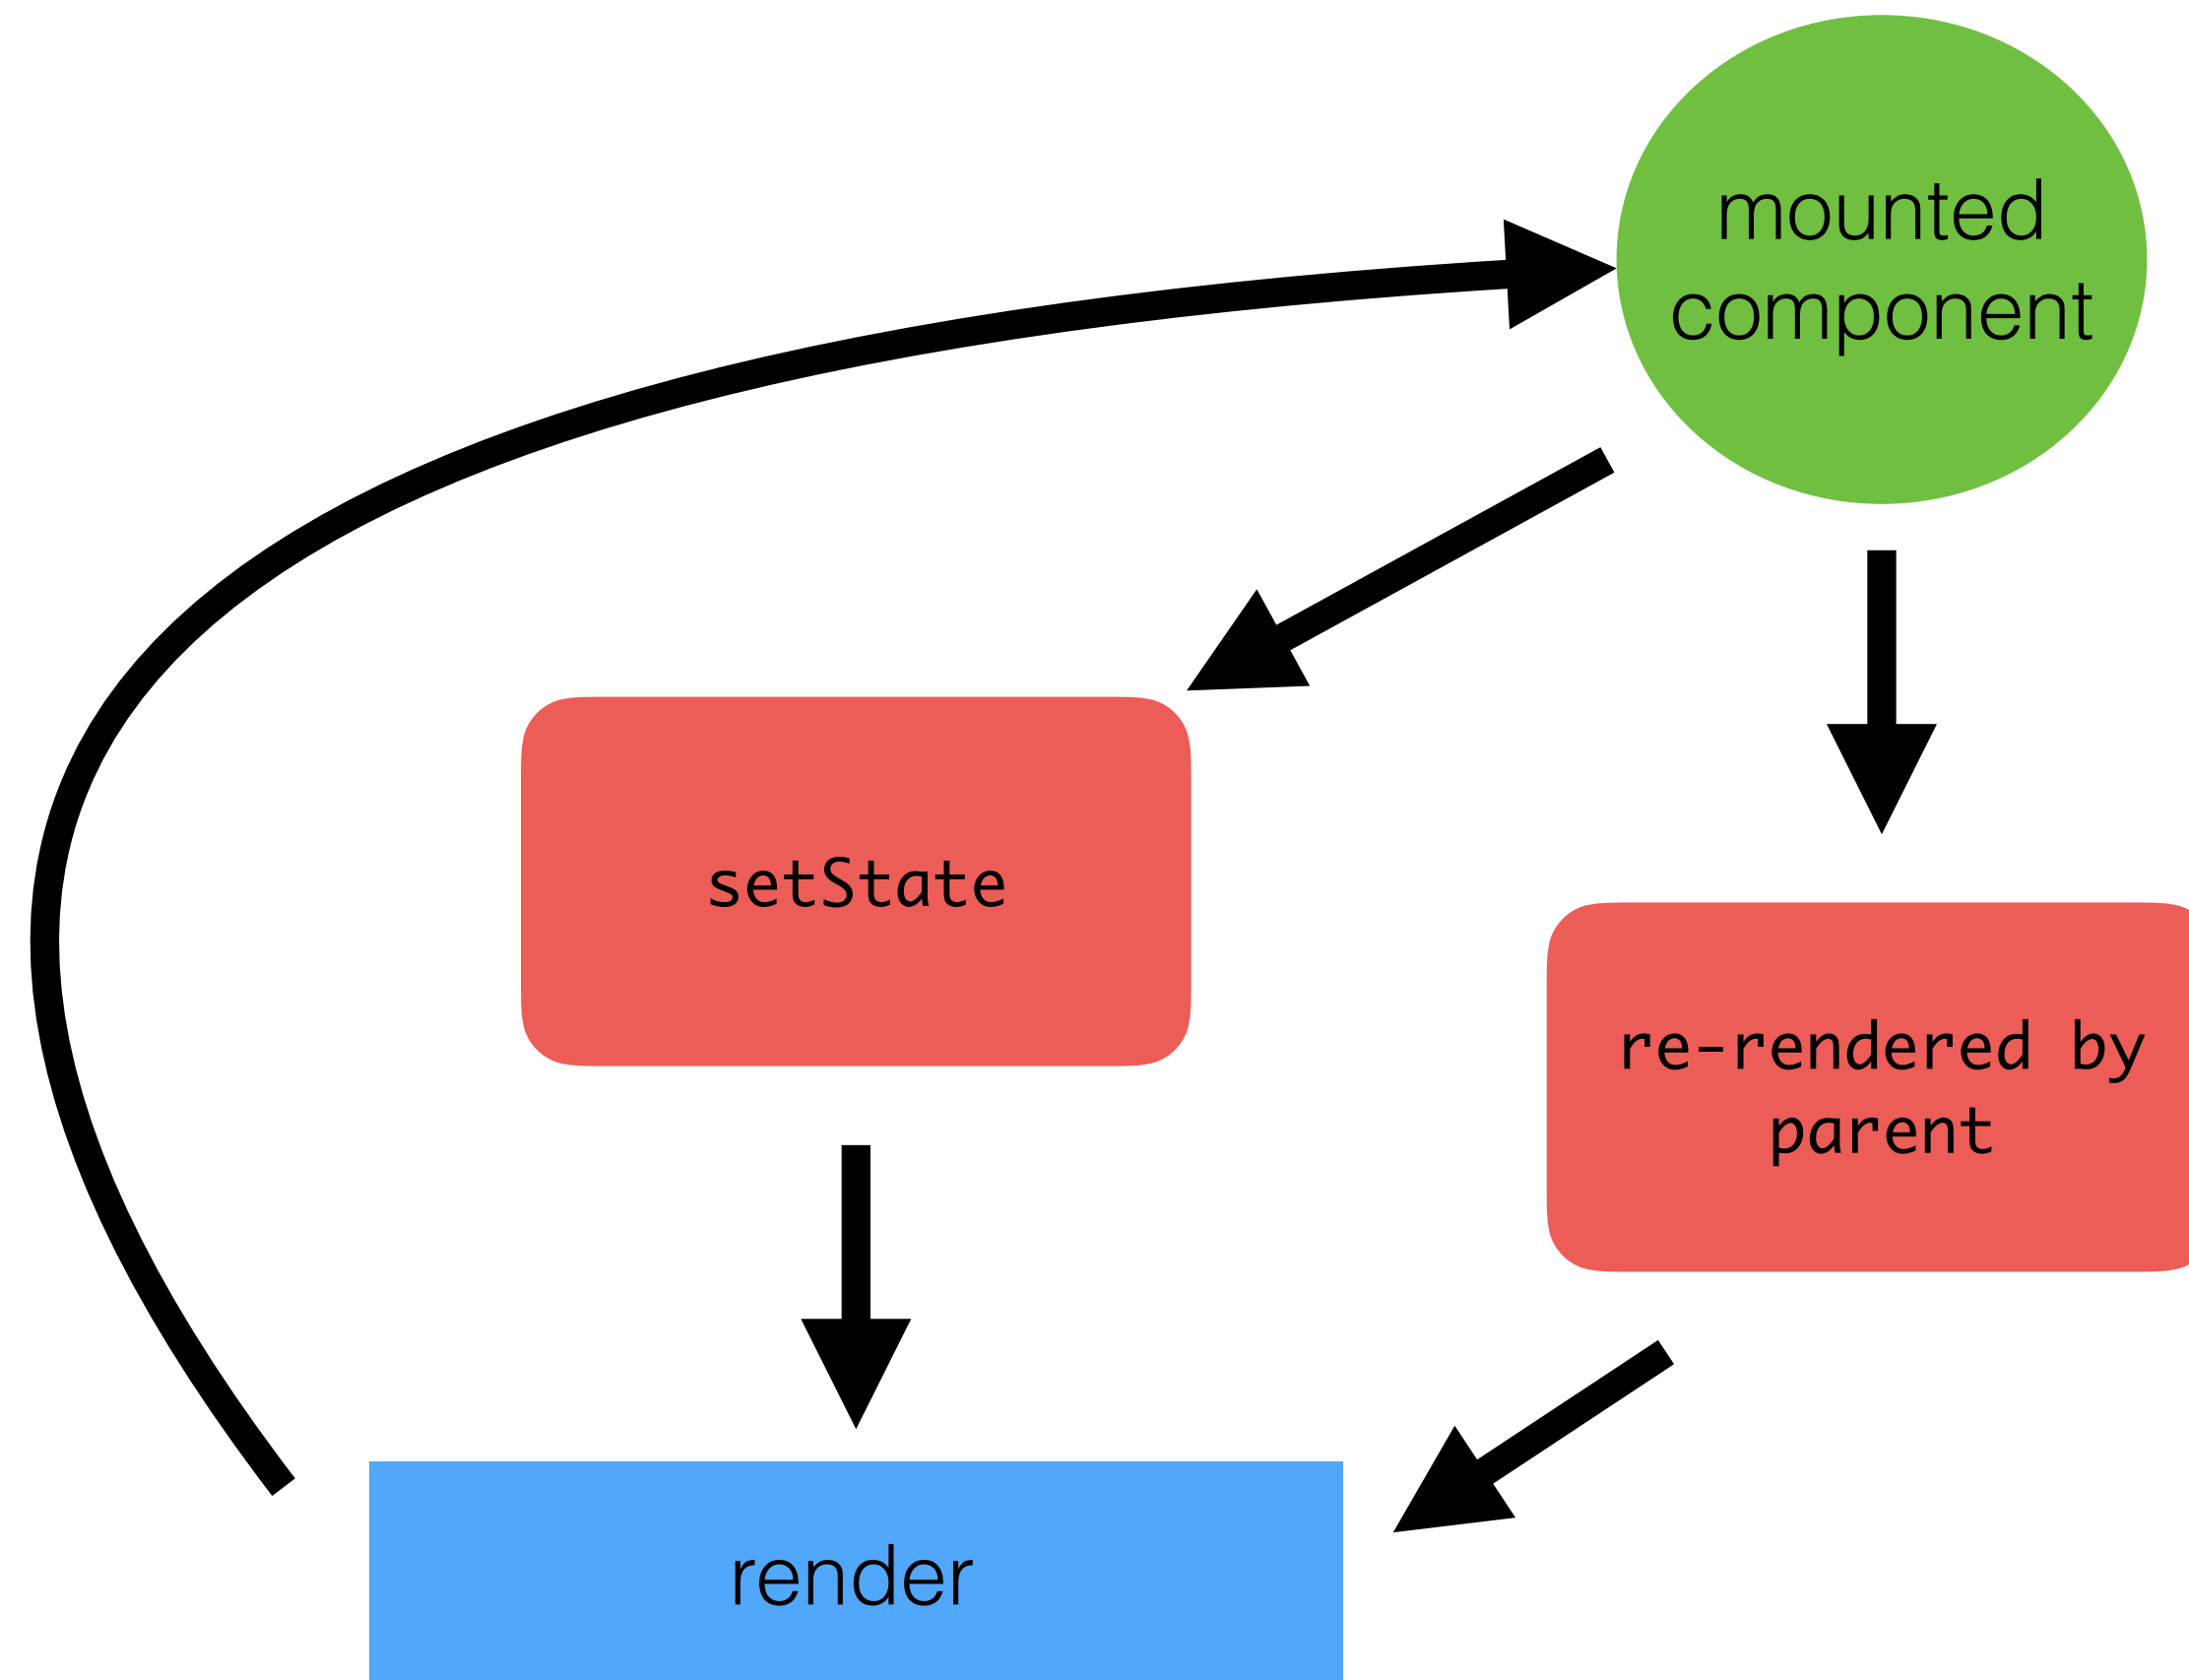 mounted
component
setState
re-rendered by
parent
render